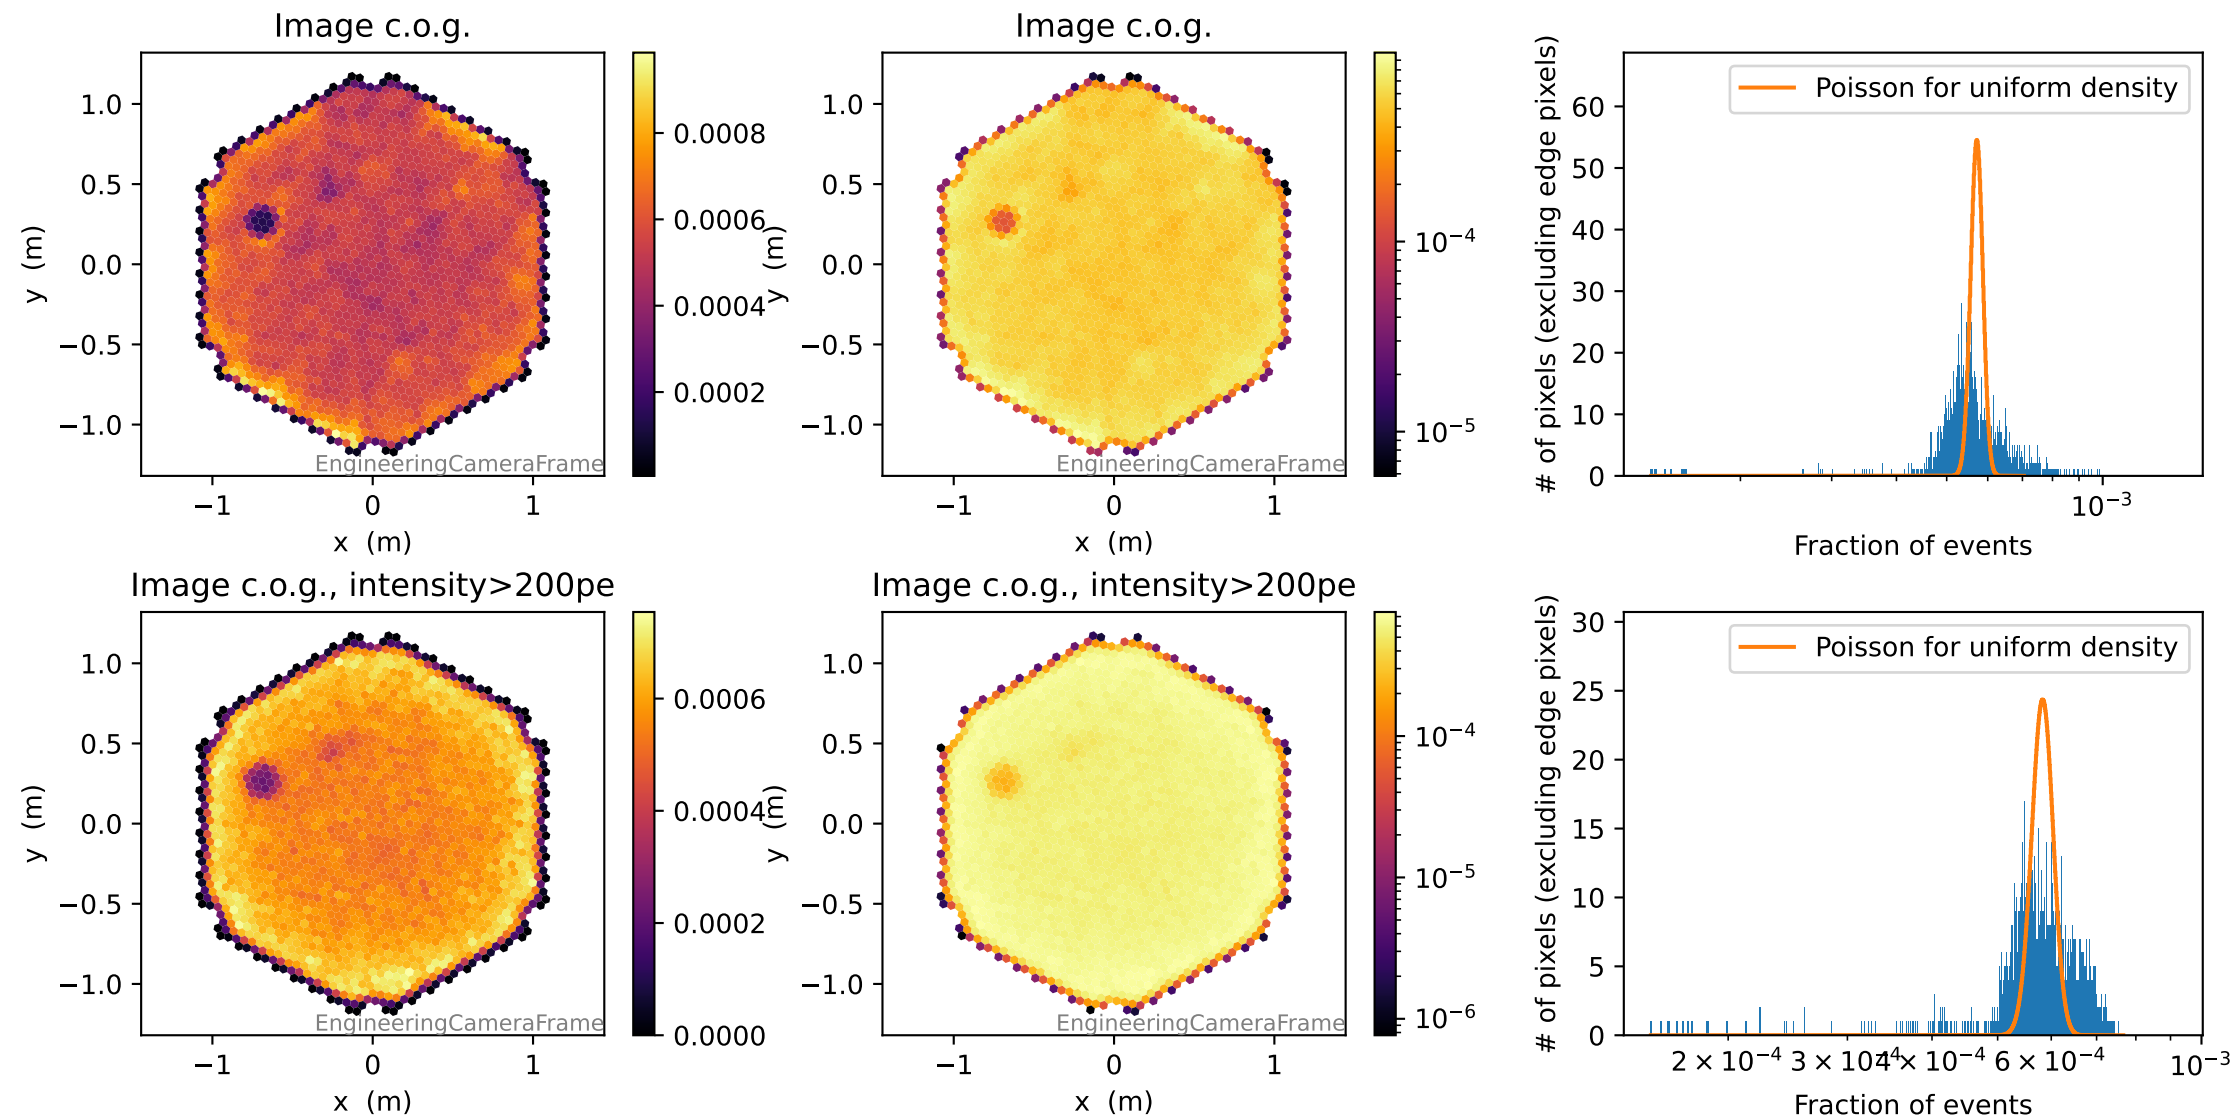 Image c.o.g.
1.0
0.5
0.0
−0.5
−1.0
−1
0
1
y (m)
x (m)
EngineeringCameraFrame
0.0008
0.0006
0.0004
0.0002
Image c.o.g.
1.0
0.5
0.0
−0.5
−1.0
−1
0
1
y (m)
x (m)
EngineeringCameraFrame
10⁻⁴
10⁻⁵
# of pixels (excluding edge pixels)
60
50
40
30
20
10
0
Poisson for uniform density
10⁻³
Fraction of events
Image c.o.g., intensity>200pe
1.0
0.5
0.0
−0.5
−1.0
−1
0
1
y (m)
x (m)
EngineeringCameraFrame
0.0006
0.0004
0.0002
0.0000
Image c.o.g., intensity>200pe
1.0
0.5
0.0
−0.5
−1.0
−1
0
1
y (m)
x (m)
EngineeringCameraFrame
10⁻⁴
10⁻⁵
10⁻⁶
# of pixels (excluding edge pixels)
30
25
20
15
10
5
0
Poisson for uniform density
2 × 10⁻⁴
3 × 10⁻⁴
4 × 10⁻⁴
6 × 10⁻⁴
10⁻³
Fraction of events